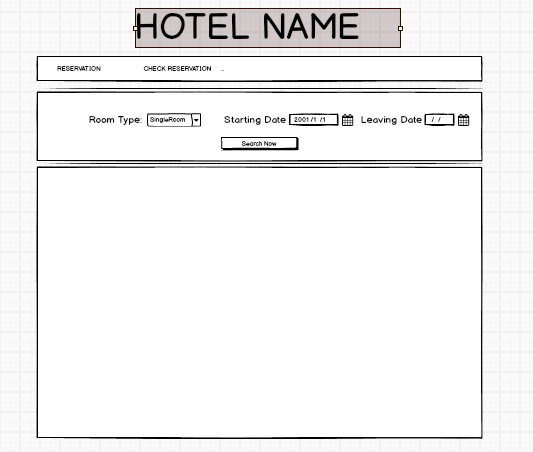 HOTEL NAME
RESERVATION CHECK RESERVATION ...
Room Type: SingleRoom Starting Date 2001/1 /1 Leaving Date / /
Search Now